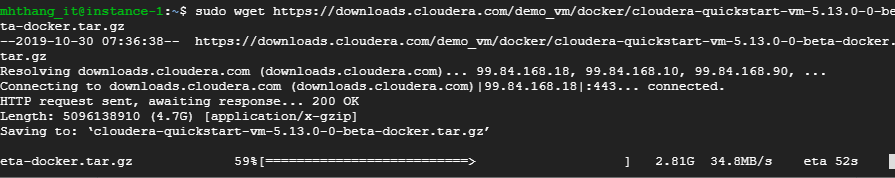 mhthang_it@instance-1:~$ sudo wget https://downloads.cloudera.com/demo_vm/docker/cloudera-quickstart-vm-5.13.0-0-be
ta-docker.tar.gz
--2019-10-30 07:36:38--  https://downloads.cloudera.com/demo_vm/docker/cloudera-quickstart-vm-5.13.0-0-beta-docker.
tar.gz
Resolving downloads.cloudera.com (downloads.cloudera.com)... 99.84.168.18, 99.84.168.10, 99.84.168.90, ...
Connecting to downloads.cloudera.com (downloads.cloudera.com)|99.84.168.18|:443... connected.
HTTP request sent, awaiting response... 200 OK
Length: 5096138910 (4.7G) [application/x-gzip]
Saving to: ‘cloudera-quickstart-vm-5.13.0-0-beta-docker.tar.gz’
eta-docker.tar.gz 59%[==========================> ] 2.81G 34.8MB/s eta 52s